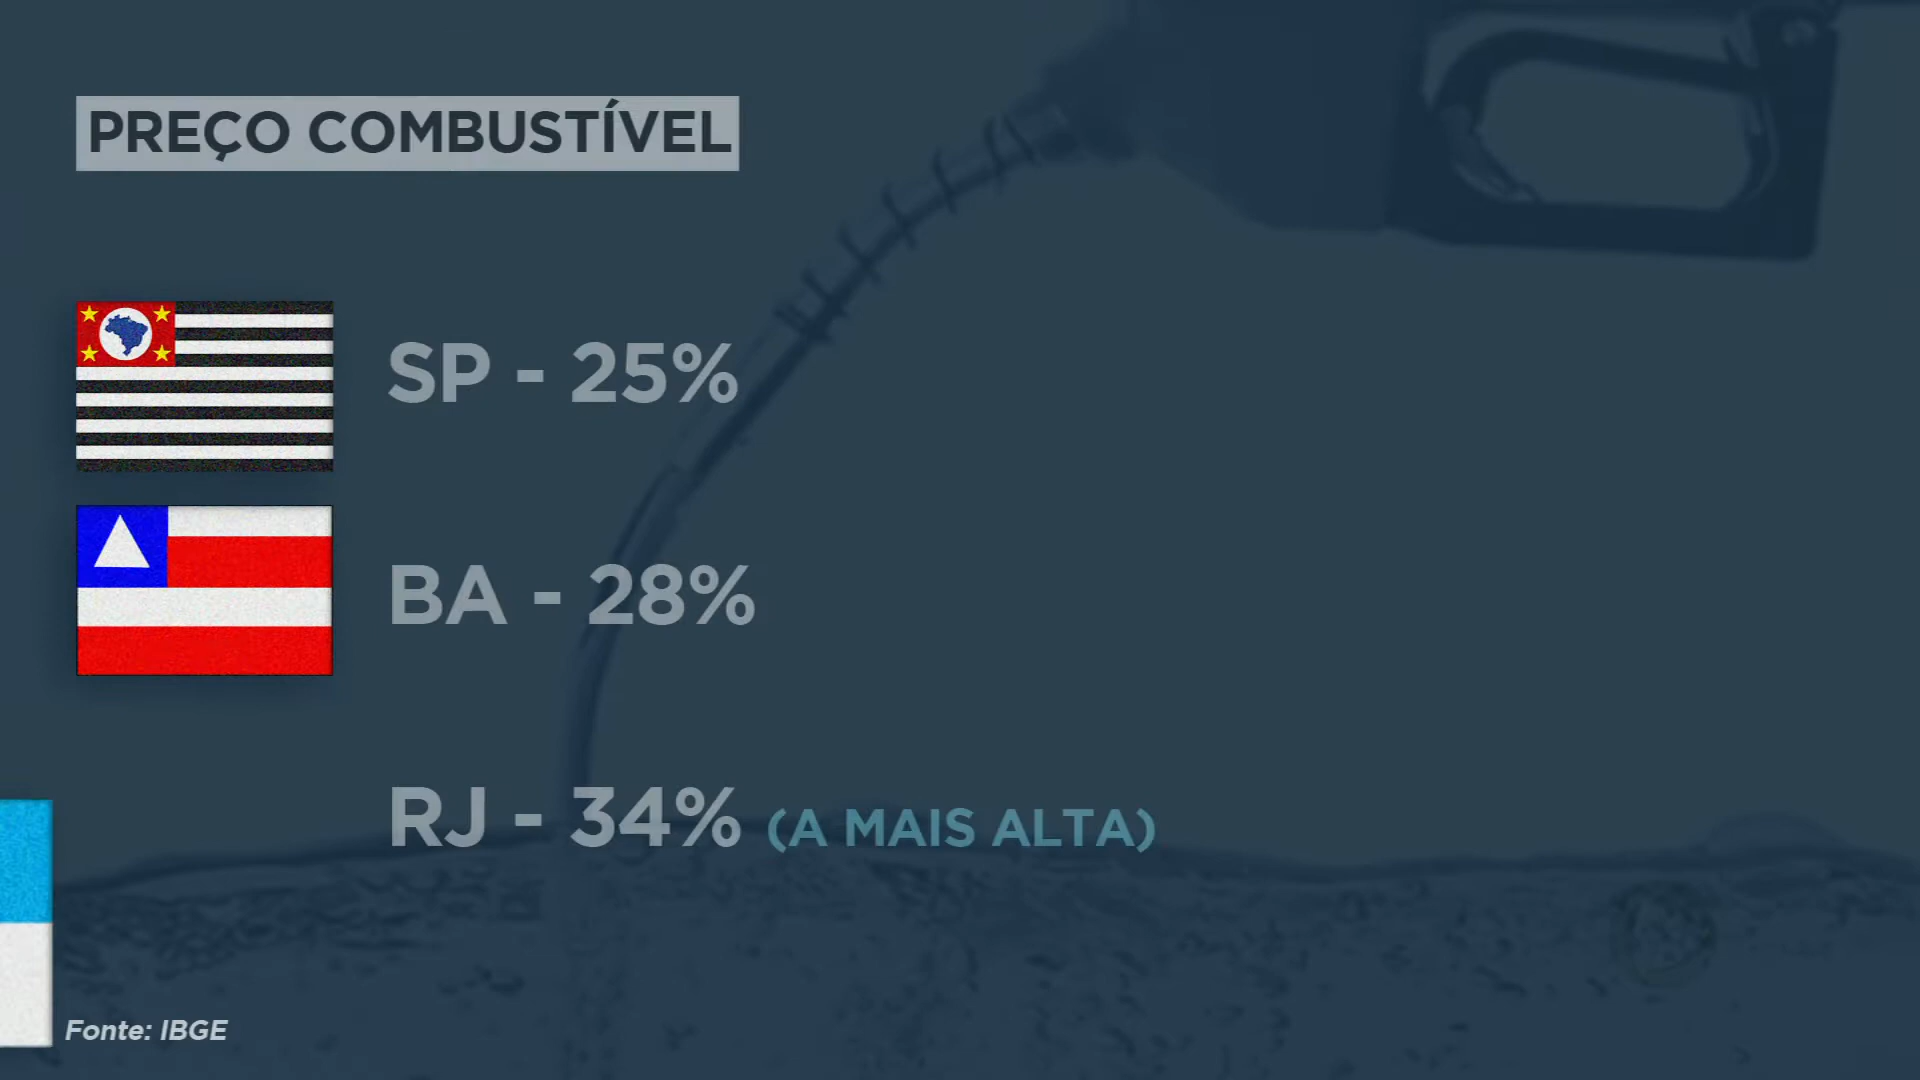 PREÇO COMBUSTÍVEL
SP - 25%
BA - 28%
RJ - 34% (A MAIS ALTA)
Fonte: IBGE